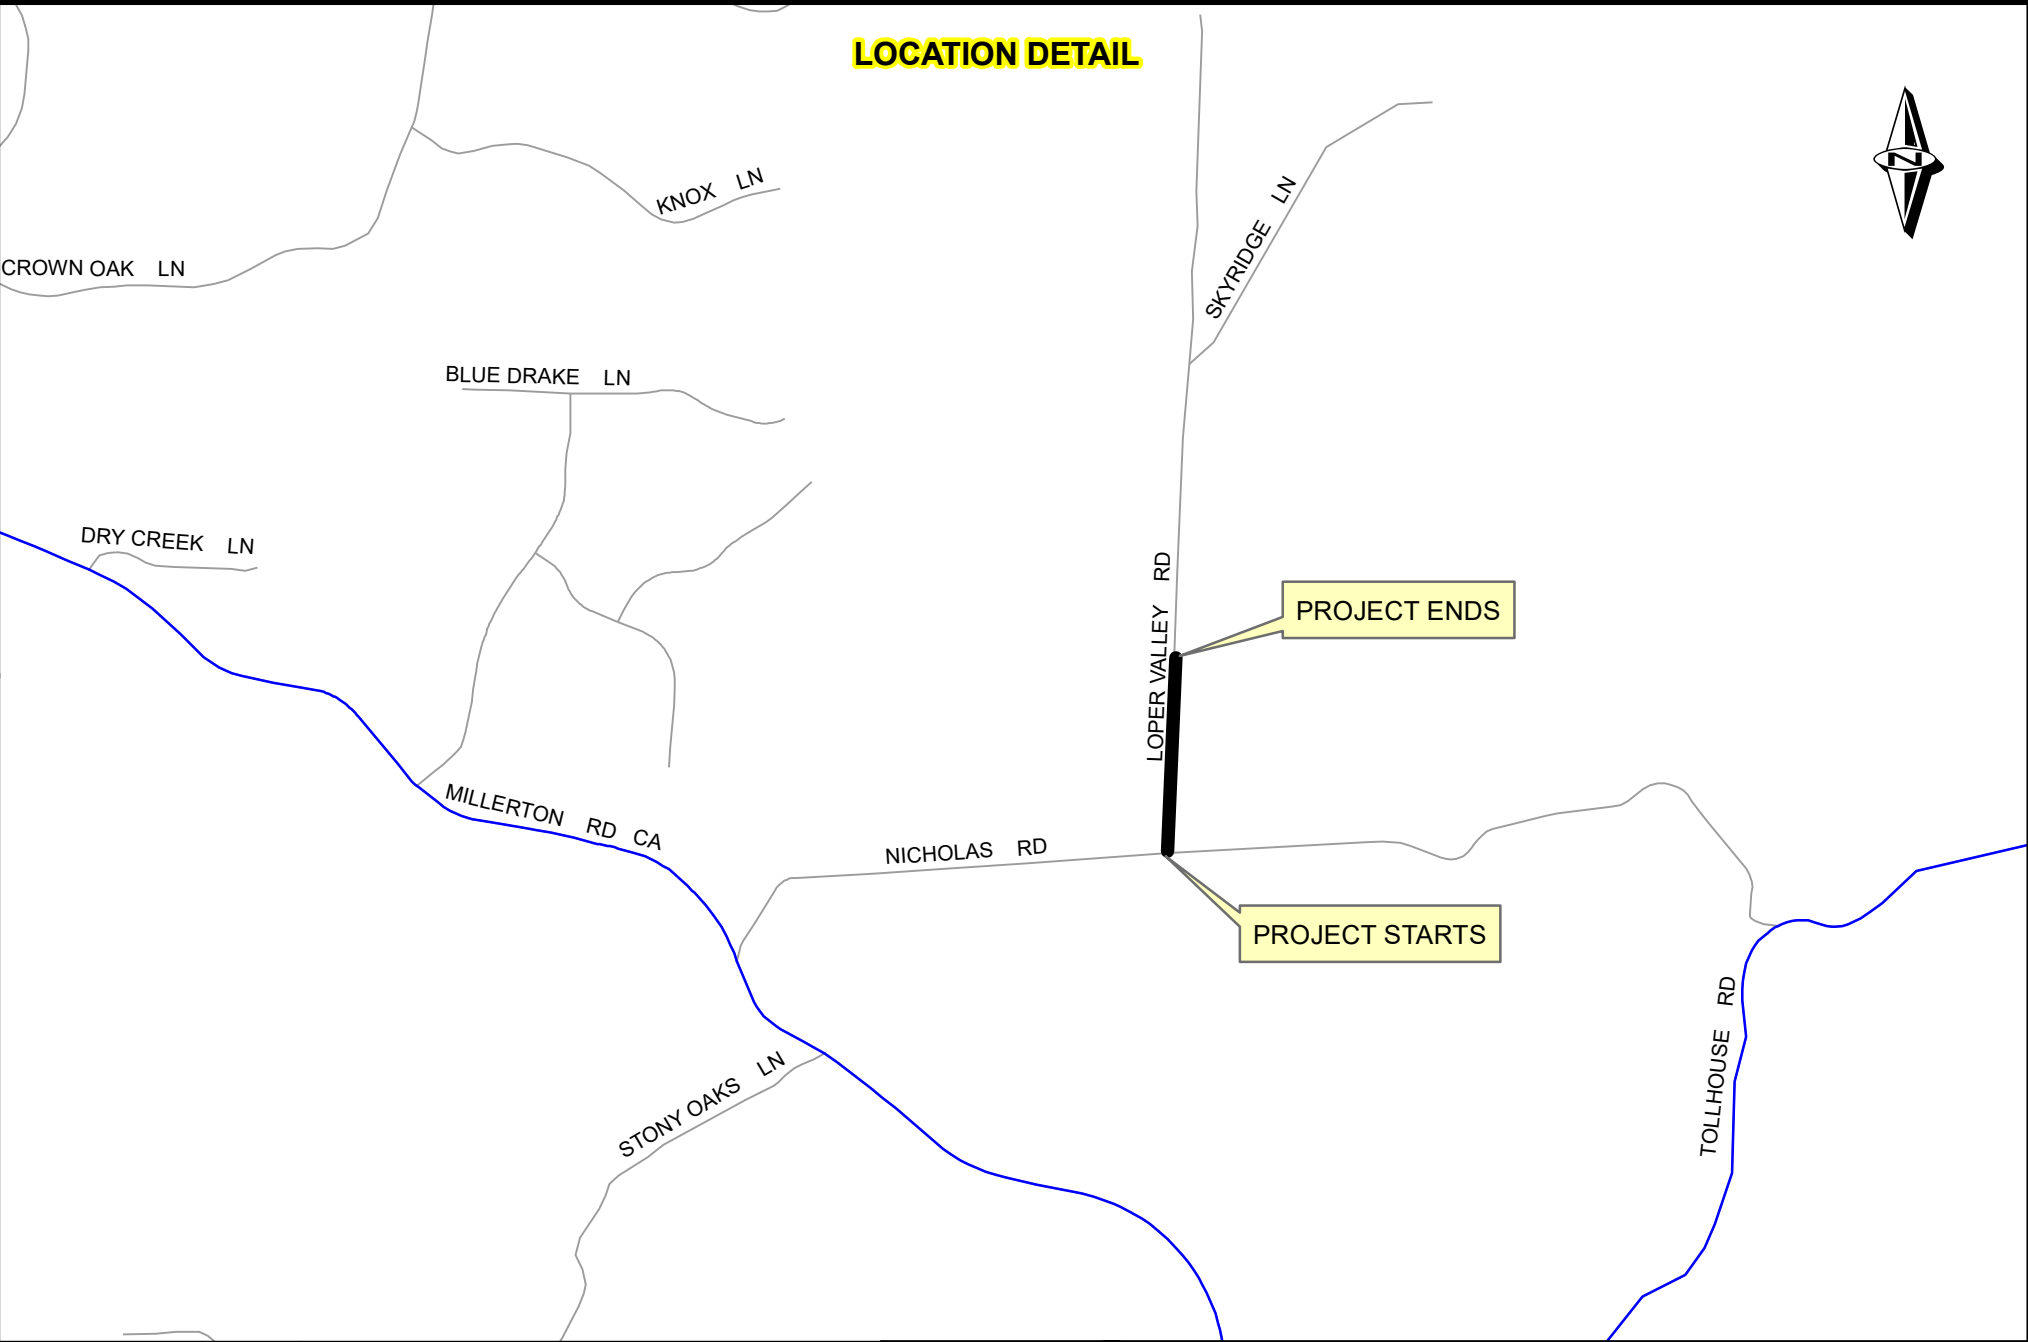 LOCATION DETAIL
N
KNOX LN
SKYRIDGE LN
CROWN OAK LN
BLUE DRAKE LN
DRY CREEK LN
LOPER VALLEY RD
PROJECT ENDS
MILLERTON RD CA
NICHOLAS RD
PROJECT STARTS
STONY OAKS LN
TOLLHOUSE RD